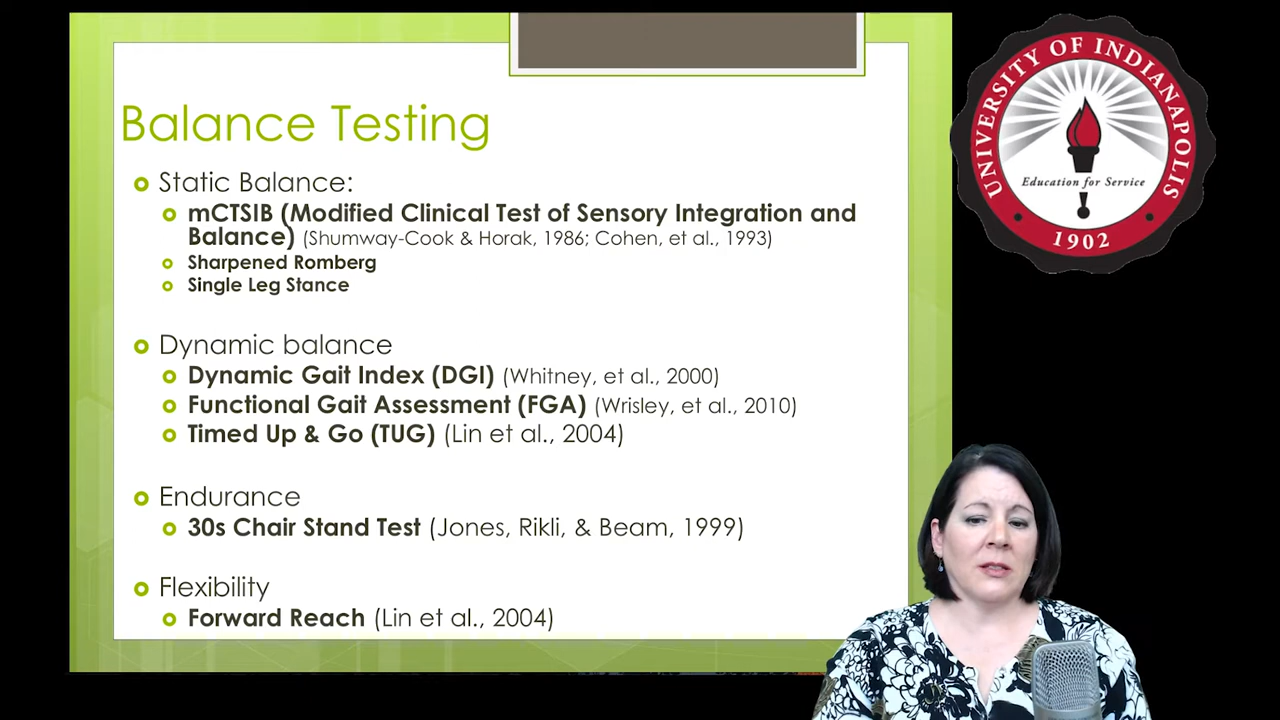 Balance Testing
Static Balance:
mCTSIB (Modified Clinical Test of Sensory Integration and
Balance) (Shumway-Cook & Horak, 1986; Cohen, et al., 1993)
Sharpened Romberg
Single Leg Stance
Dynamic balance
Dynamic Gait Index (DGI) (Whitney, et al., 2000)
Functional Gait Assessment (FGA) (Wrisley, et al., 2010)
Timed Up & Go (TUG) (Lin et al., 2004)
Endurance
30s Chair Stand Test (Jones, Rikli, & Beam, 1999)
Flexibility
Forward Reach (Lin et al., 2004)
UNIVERSITY OF INDIANAPOLIS
Education for Service
1902